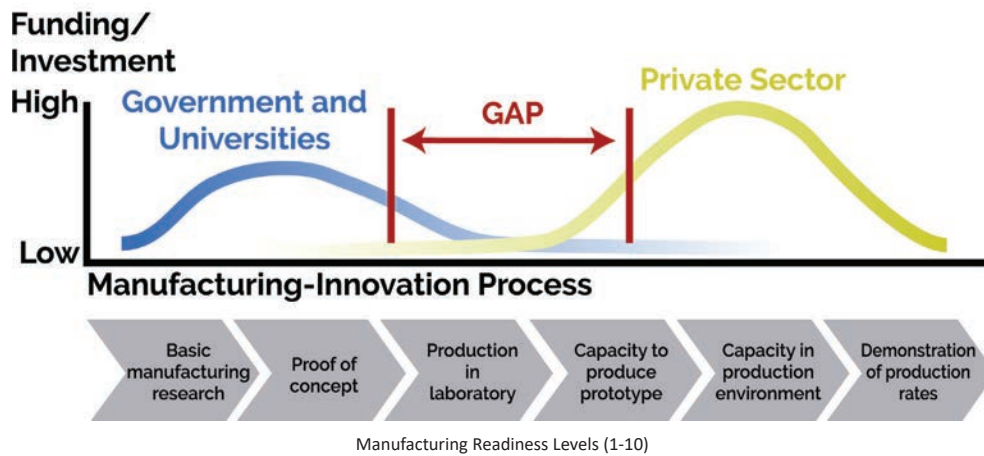 Funding/
Investment
High
Government and
Universities
GAP
Private Sector
Low
Manufacturing-Innovation Process
Basic
manufacturing
research
Proof of
concept
Production
in
laboratory
Capacity to
produce
prototype
Capacity in
production
environment
Demonstration
of production
rates
Manufacturing Readiness Levels (1-10)